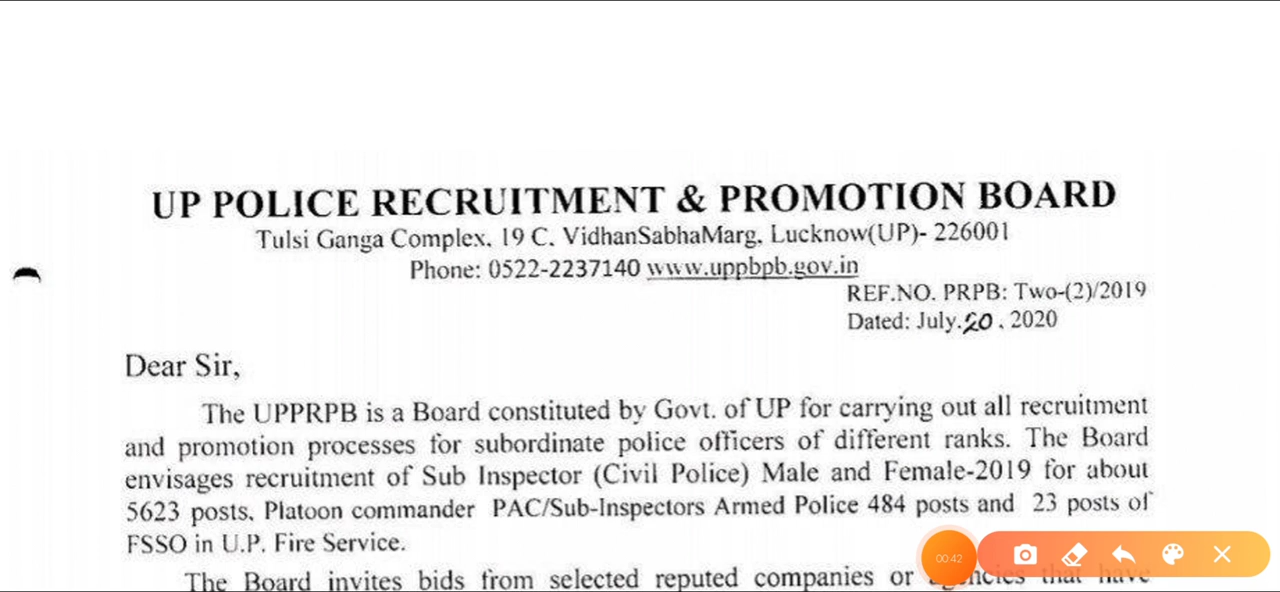 UP POLICE RECRUITMENT & PROMOTION BOARD
Tulsi Ganga Complex, 19 C, VidhanSabhaMarg, Lucknow(UP)- 226001
Phone: 0522-2237140 www.uppbpb.gov.in
REF.NO. PRPB: Two-(2)/2019
Dated: July.20, 2020
Dear Sir,
The UPPRPB is a Board constituted by Govt. of UP for carrying out all recruitment
and promotion processes for subordinate police officers of different ranks. The Board
envisages recruitment of Sub Inspector (Civil Police) Male and Female-2019 for about
5623 posts, Platoon commander PAC/Sub-Inspectors Armed Police 484 posts and 23 posts of
FSSO in U.P. Fire Service.
00:42
The Board invites bids from selected reputed companies or that have